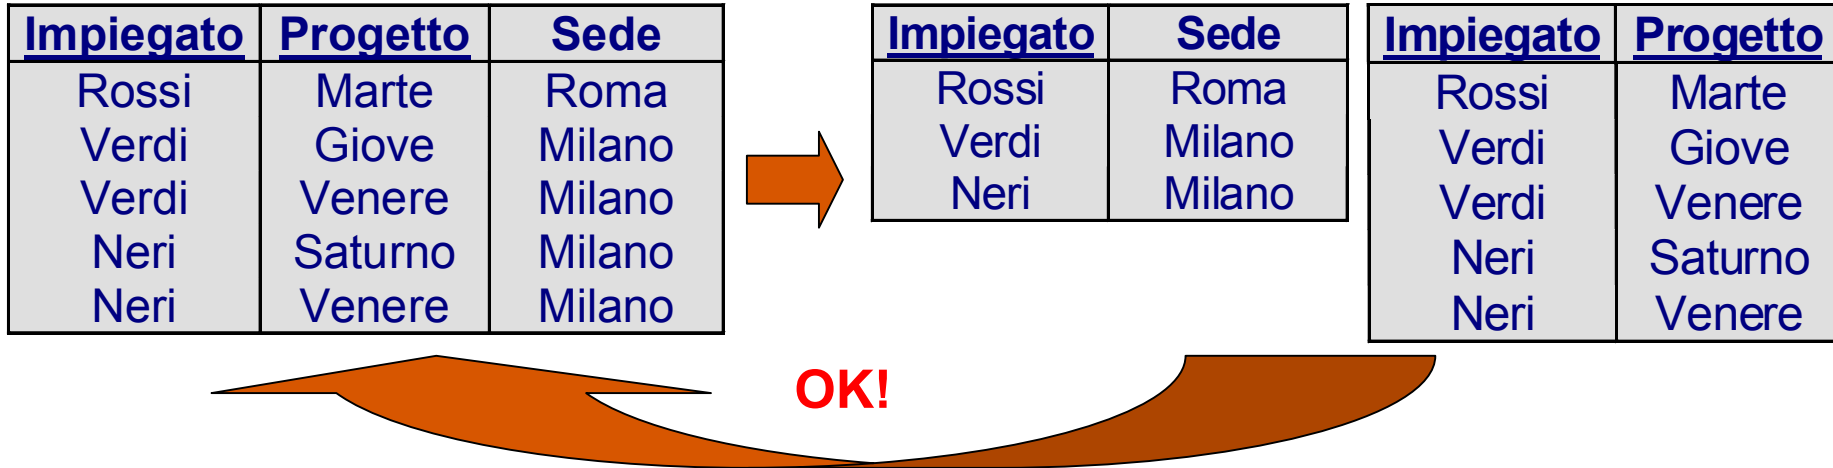 Impiegato Progetto Sede
Rossi Marte Roma
Verdi Giove Milano
Verdi Venere Milano
Neri Saturno Milano
Neri Venere Milano
Impiegato Sede
Rossi Roma
Verdi Milano
Neri Milano
Impiegato Progetto
Rossi Marte
Verdi Giove
Verdi Venere
Neri Saturno
Neri Venere
OK!